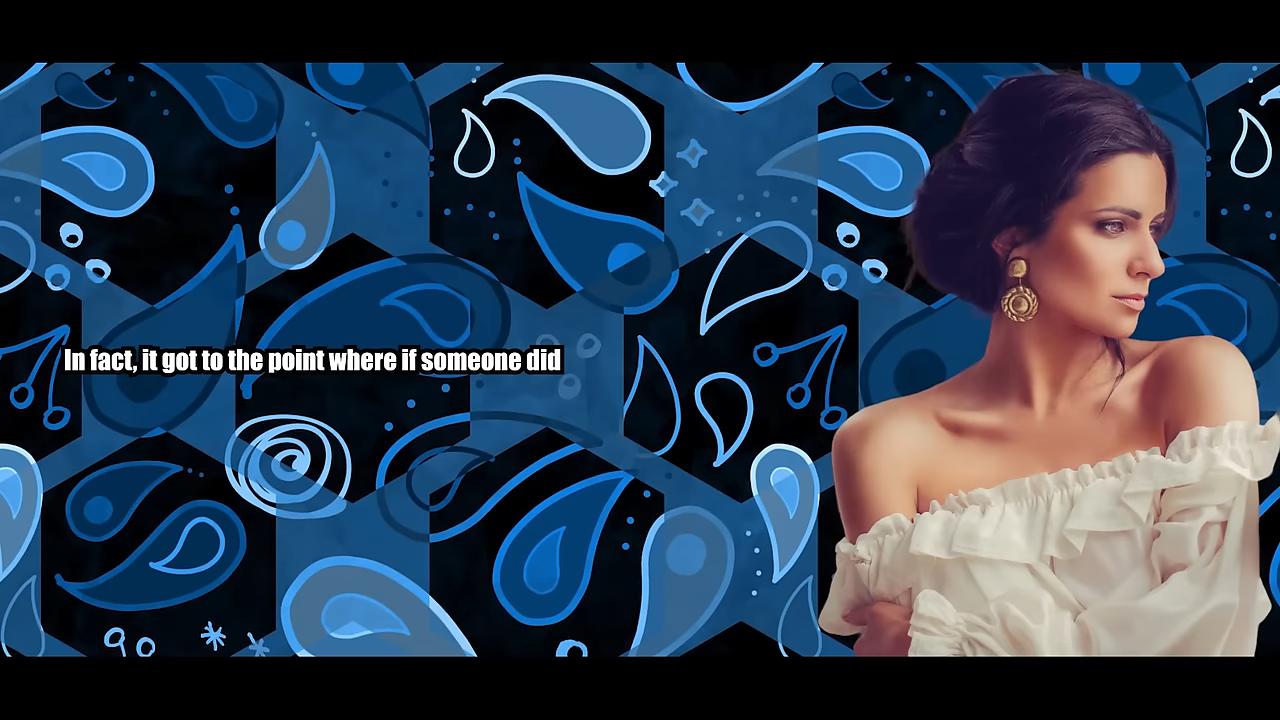 In fact, it got to the point where if someone did